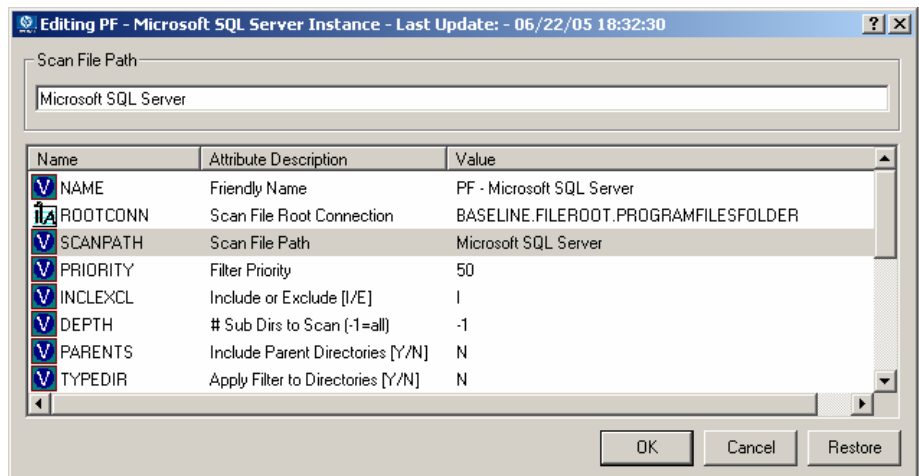 Editing PF - Microsoft SQL Server Instance - Last Update: - 06/22/05 18:32:30
Scan File Path
Microsoft SQL Server
Name Attribute Description Value
NAME Friendly Name PF - Microsoft SQL Server
ROOTCONN Scan File Root Connection BASELINE.FILEROOT.PROGRAMFILESFOLDER
SCANPATH Scan File Path Microsoft SQL Server
PRIORITY Filter Priority 50
INCLEXCL Include or Exclude [I/E] I
DEPTH # Sub Dirs to Scan (-1=all) -1
PARENTS Include Parent Directories [Y/N] N
TYPEDIR Apply Filter to Directories [Y/N] N
OK Cancel Restore